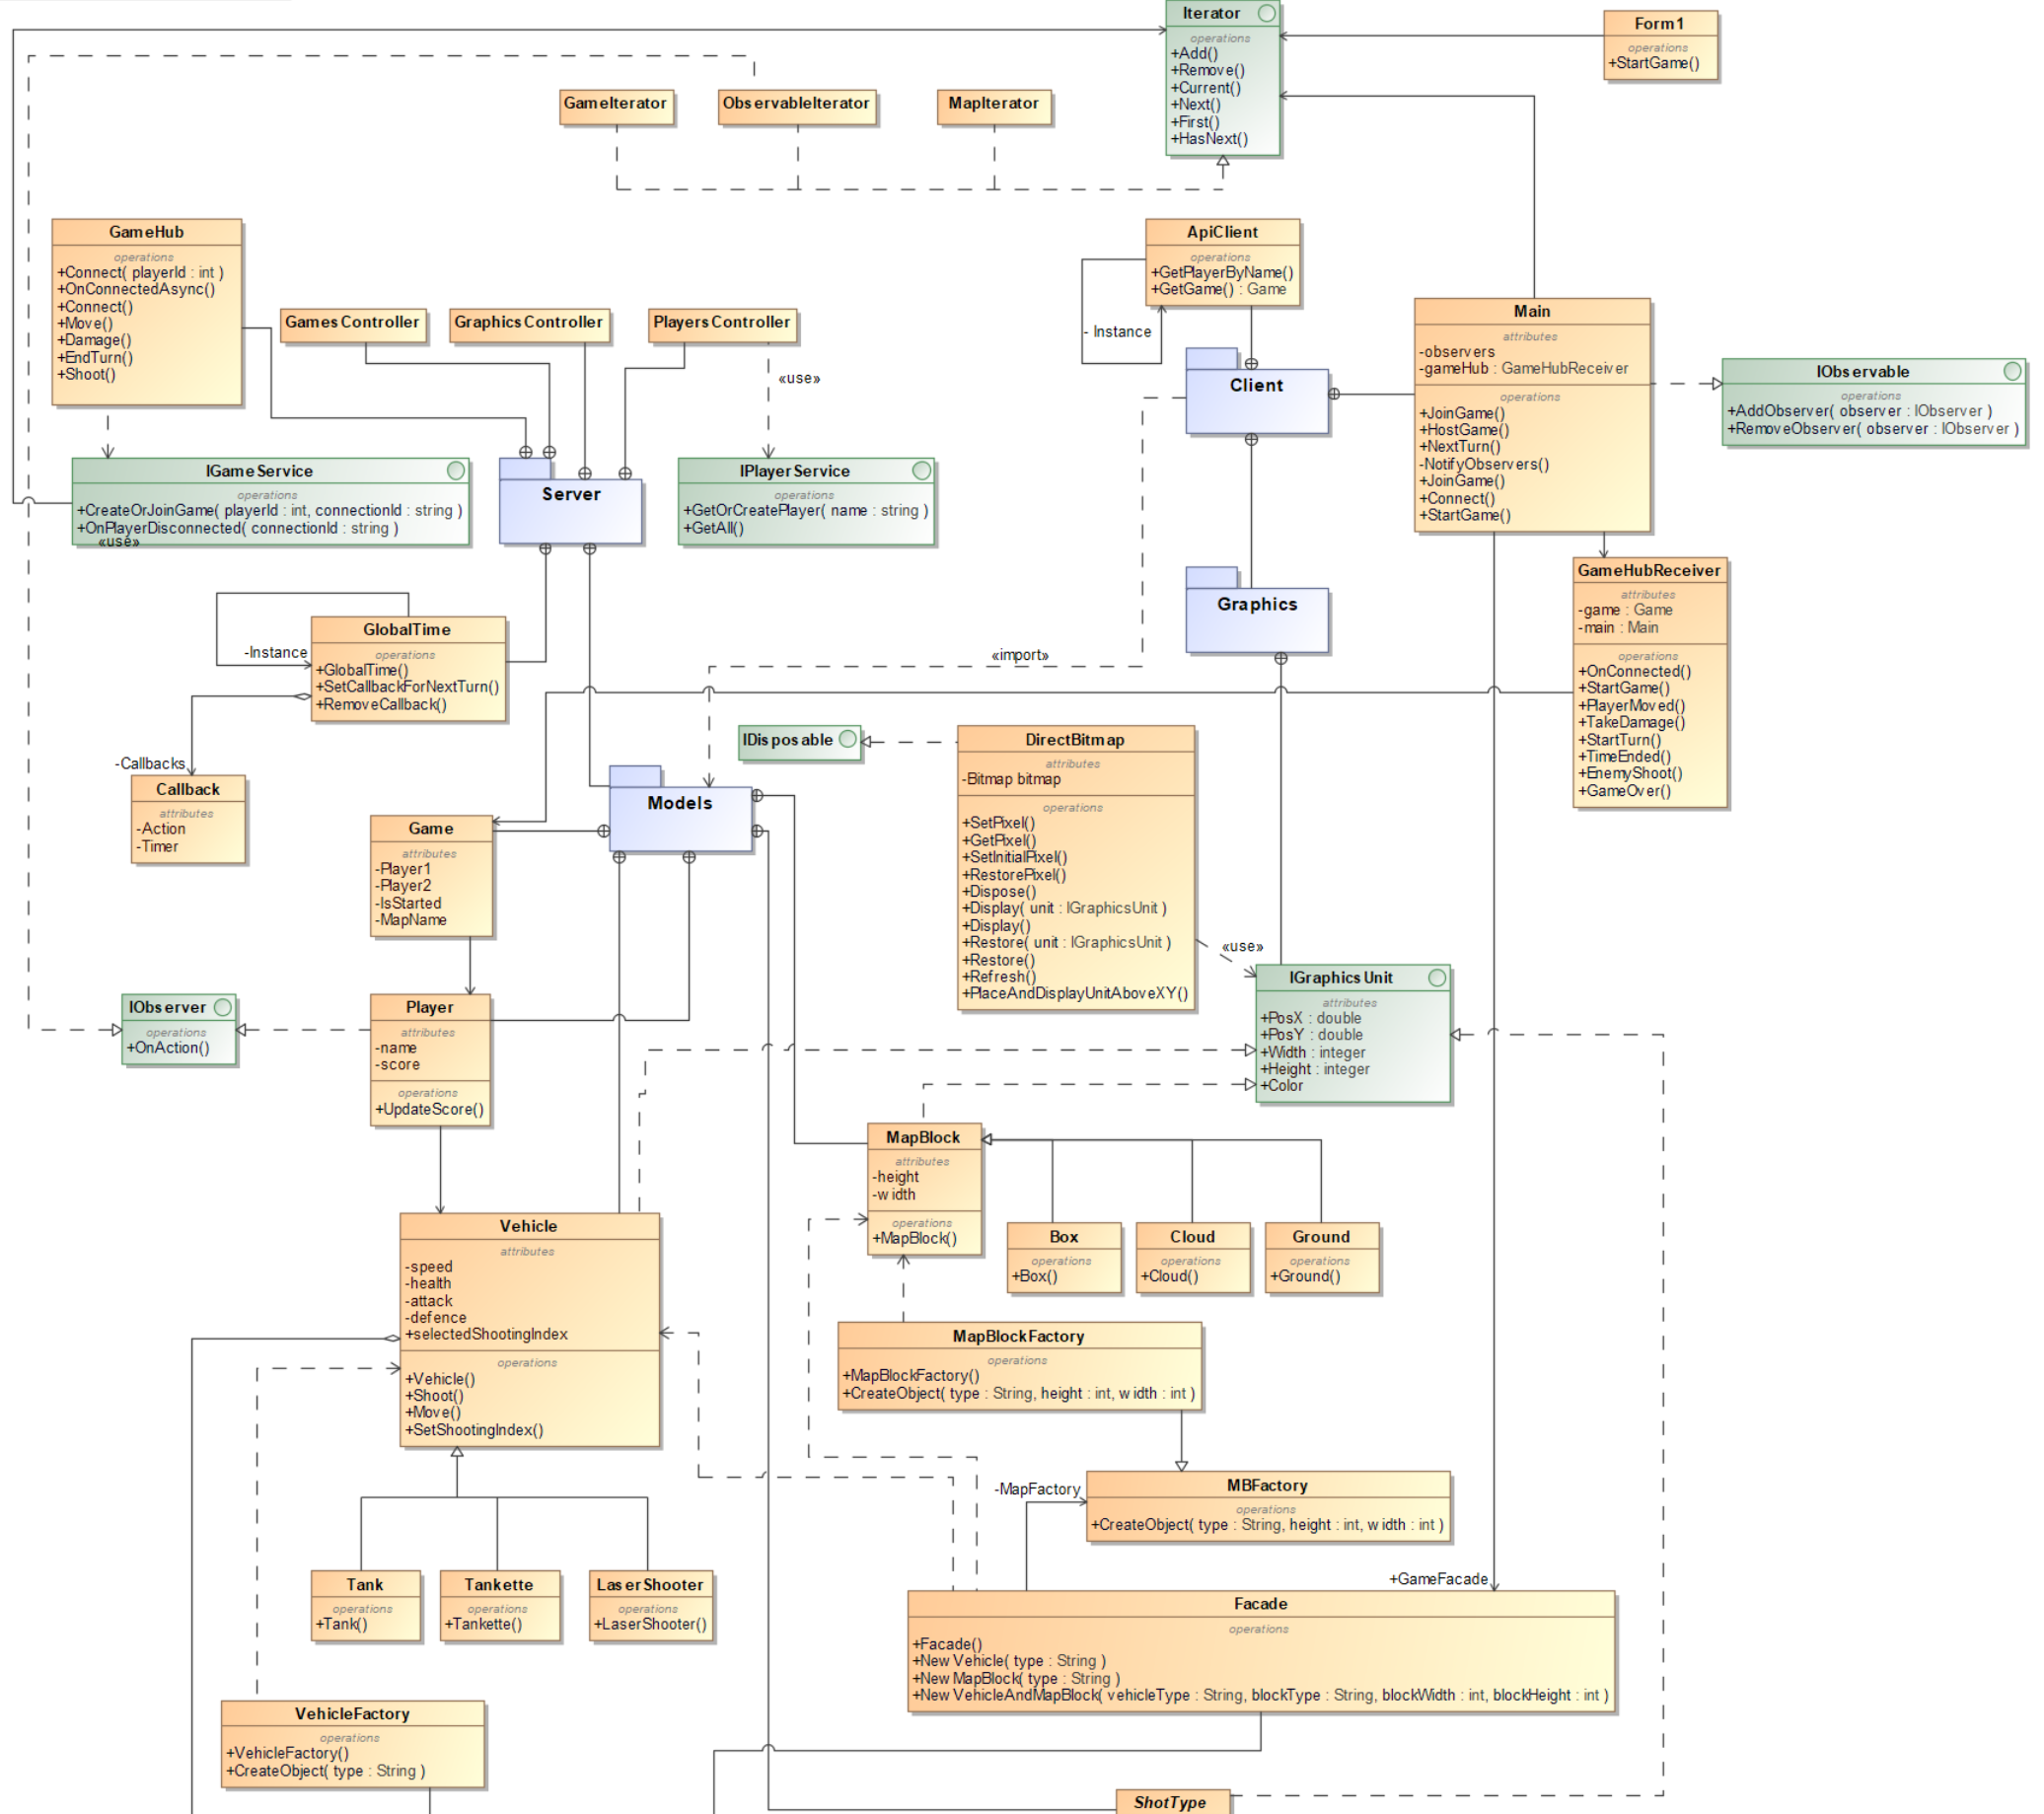 Iterator
operations
+Add()
+Remove()
+Current()
+Next()
+First()
+HasNext()
Form1
operations
+StartGame()
GameIterator
ObservableIterator
MapIterator
GameHub
operations
+Connect( playerId : int )
+OnConnectedAsync()
+Connect()
+Move()
+Damage()
+EndTurn()
+Shoot()
GamesController
GraphicsController
PlayersController
«use»
ApiClient
operations
+GetPlayerByName()
+GetGame() : Game
- Instance
Client
Main
attributes
-observers
-gameHub : GameHubReceiver
operations
+JoinGame()
+HostGame()
+NextTurn()
-NotifyObservers()
+JoinGame()
+Connect()
+StartGame()
IObservable
operations
+AddObserver( observer : IObserver )
+RemoveObserver( observer : IObserver )
IGameService
operations
+CreateOrJoinGame( playerId : int, connectionId : string )
+OnPlayerDisconnected( connectionId : string )
«use»
Server
IPlayerService
operations
+GetOrCreatePlayer( name : string )
+GetAll()
Graphics
GameHubReceiver
attributes
-game : Game
-main : Main
operations
+OnConnected()
+StartGame()
+PlayerMoved()
+TakeDamage()
+StartTurn()
+TimeEnded()
+EnemyShoot()
+GameOver()
GlobalTime
operations
+GlobalTime()
+SetCallbackForNextTurn()
+RemoveCallback()
-Instance
«import»
-Callbacks
Callback
attributes
-Action
-Timer
IDisposable
DirectBitmap
attributes
-Bitmap bitmap
operations
+SetPixel()
+GetPixel()
+SetInitialPixel()
+RestorePixel()
+Dispose()
+Display( unit : IGraphicsUnit )
+Display()
+Restore( unit : IGraphicsUnit )
+Restore()
+Refresh()
+PlaceAndDisplayUnitAboveXY()
Models
Game
attributes
-Player1
-Player2
-IsStarted
-MapName
«use»
IGraphicsUnit
attributes
+PosX : double
+PosY : double
+Width : integer
+Height : integer
+Color
IObserver
operations
+OnAction()
Player
attributes
-name
-score
operations
+UpdateScore()
MapBlock
attributes
-height
-width
operations
+MapBlock()
Box
operations
+Box()
Cloud
operations
+Cloud()
Ground
operations
+Ground()
Vehicle
attributes
-speed
-health
-attack
-defence
+selectedShootingIndex
operations
+Vehicle()
+Shoot()
+Move()
+SetShootingIndex()
MapBlockFactory
operations
+MapBlockFactory()
+CreateObject( type : String, height : int, width : int )
-MapFactory
MBFactory
operations
+CreateObject( type : String, height : int, width : int )
Tank
operations
+Tank()
Tankette
operations
+Tankette()
LaserShooter
operations
+LaserShooter()
+GameFacade
Facade
operations
+Facade()
+NewVehicle( type : String )
+NewMapBlock( type : String )
+NewVehicleAndMapBlock( vehicleType : String, blockType : String, blockWidth : int, blockHeight : int )
VehicleFactory
operations
+VehicleFactory()
+CreateObject( type : String )
ShotType